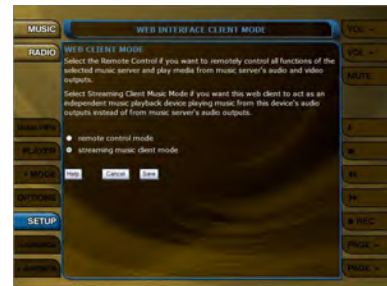 MUSIC
WEB INTERFACE CLIENT MODE
VOL
RADIO
WEB CLIENT MODE
VOL
Select the Remote Control if you want to remotely control all functions of the
selected music server and play media from music server's audio and video
outputs.
MUTE
Select Streaming Client Music Mode if you want this web client to act as an
independent music playback device playing music from this device's audio
outputs instead of from music server's audio outputs.
remote control mode
PLAYER
streaming music client mode
MODE
Help
Cancel
Save
OPTIONS
SETUP
REC
PAGE
PAGE